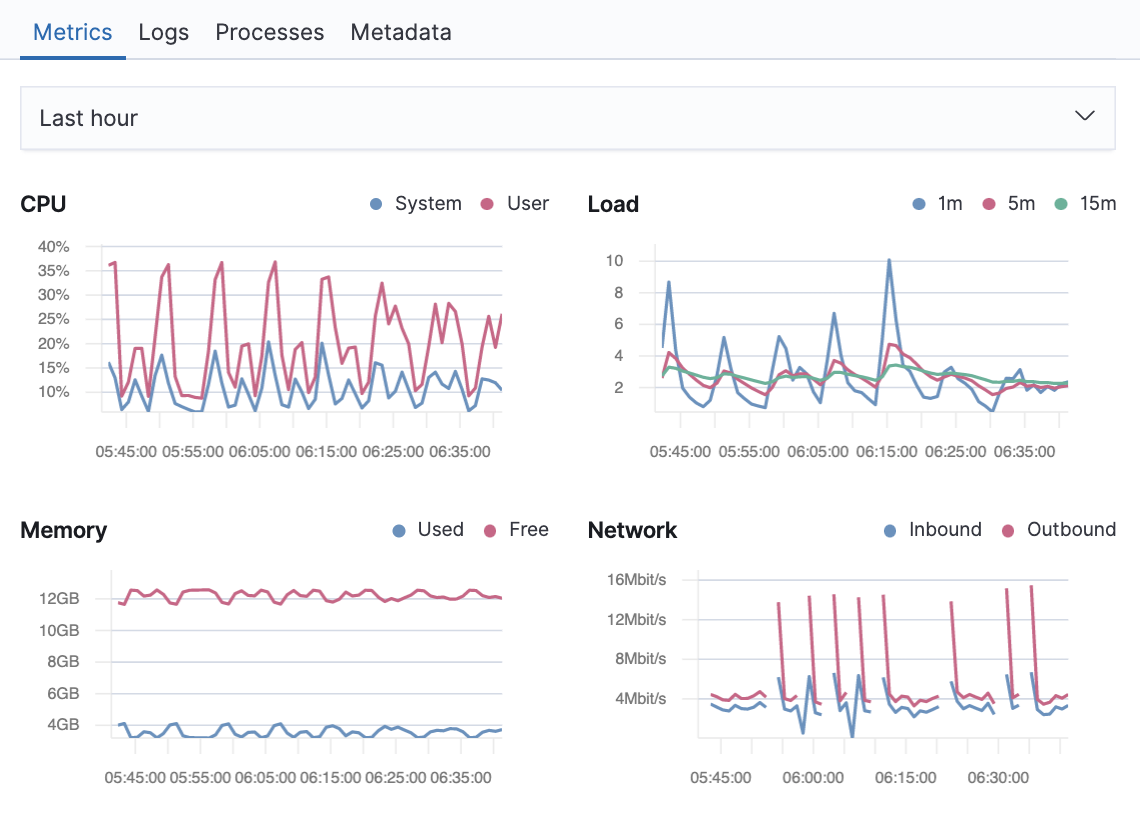 Metrics Logs Processes Metadata
Last hour
CPU System User
40%
35%
30%
25%
20%
15%
10%
05:45:00 05:55:00 06:05:00 06:15:00 06:25:00 06:35:00
Load 1m 5m 15m
10
8
6
4
2
05:45:00 05:55:00 06:05:00 06:15:00 06:25:00 06:35:00
Memory Used Free
12GB
10GB
8GB
6GB
4GB
05:45:00 05:55:00 06:05:00 06:15:00 06:25:00 06:35:00
Network Inbound Outbound
16Mbit/s
12Mbit/s
8Mbit/s
4Mbit/s
05:45:00 06:00:00 06:15:00 06:30:00